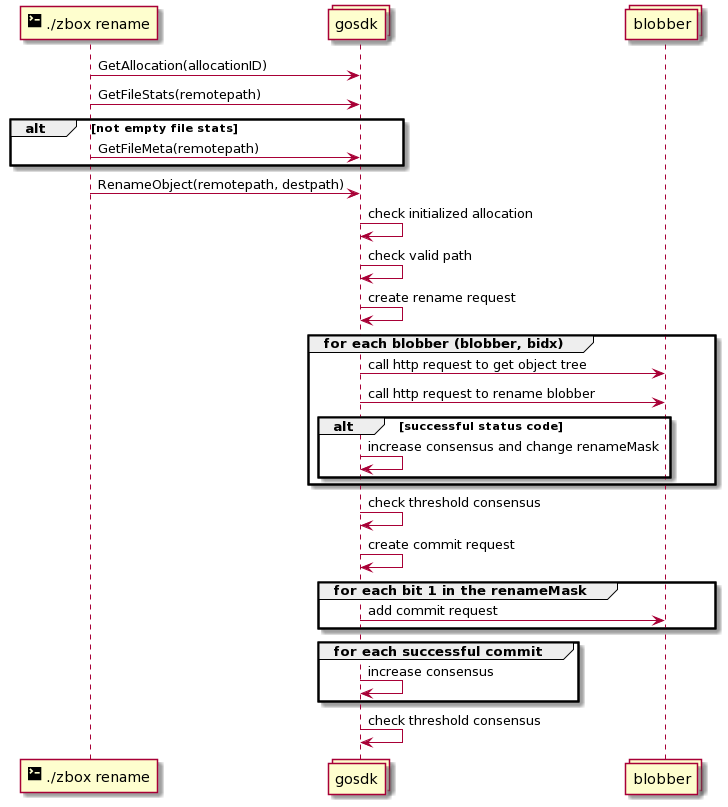 ./zbox rename
gosdk
blobber
GetAllocation(allocationID)
GetFileStats(remotepath)
alt [not empty file stats]
GetFileMeta(remotepath)
RenameObject(remotepath, destpath)
check initialized allocation
check valid path
create rename request
for each blobber (blobber, bidx)
call http request to get object tree
call http request to rename blobber
alt [successful status code]
increase consensus and change renameMask
check threshold consensus
create commit request
for each bit 1 in the renameMask
add commit request
for each successful commit
increase consensus
check threshold consensus
./zbox rename
gosdk
blobber